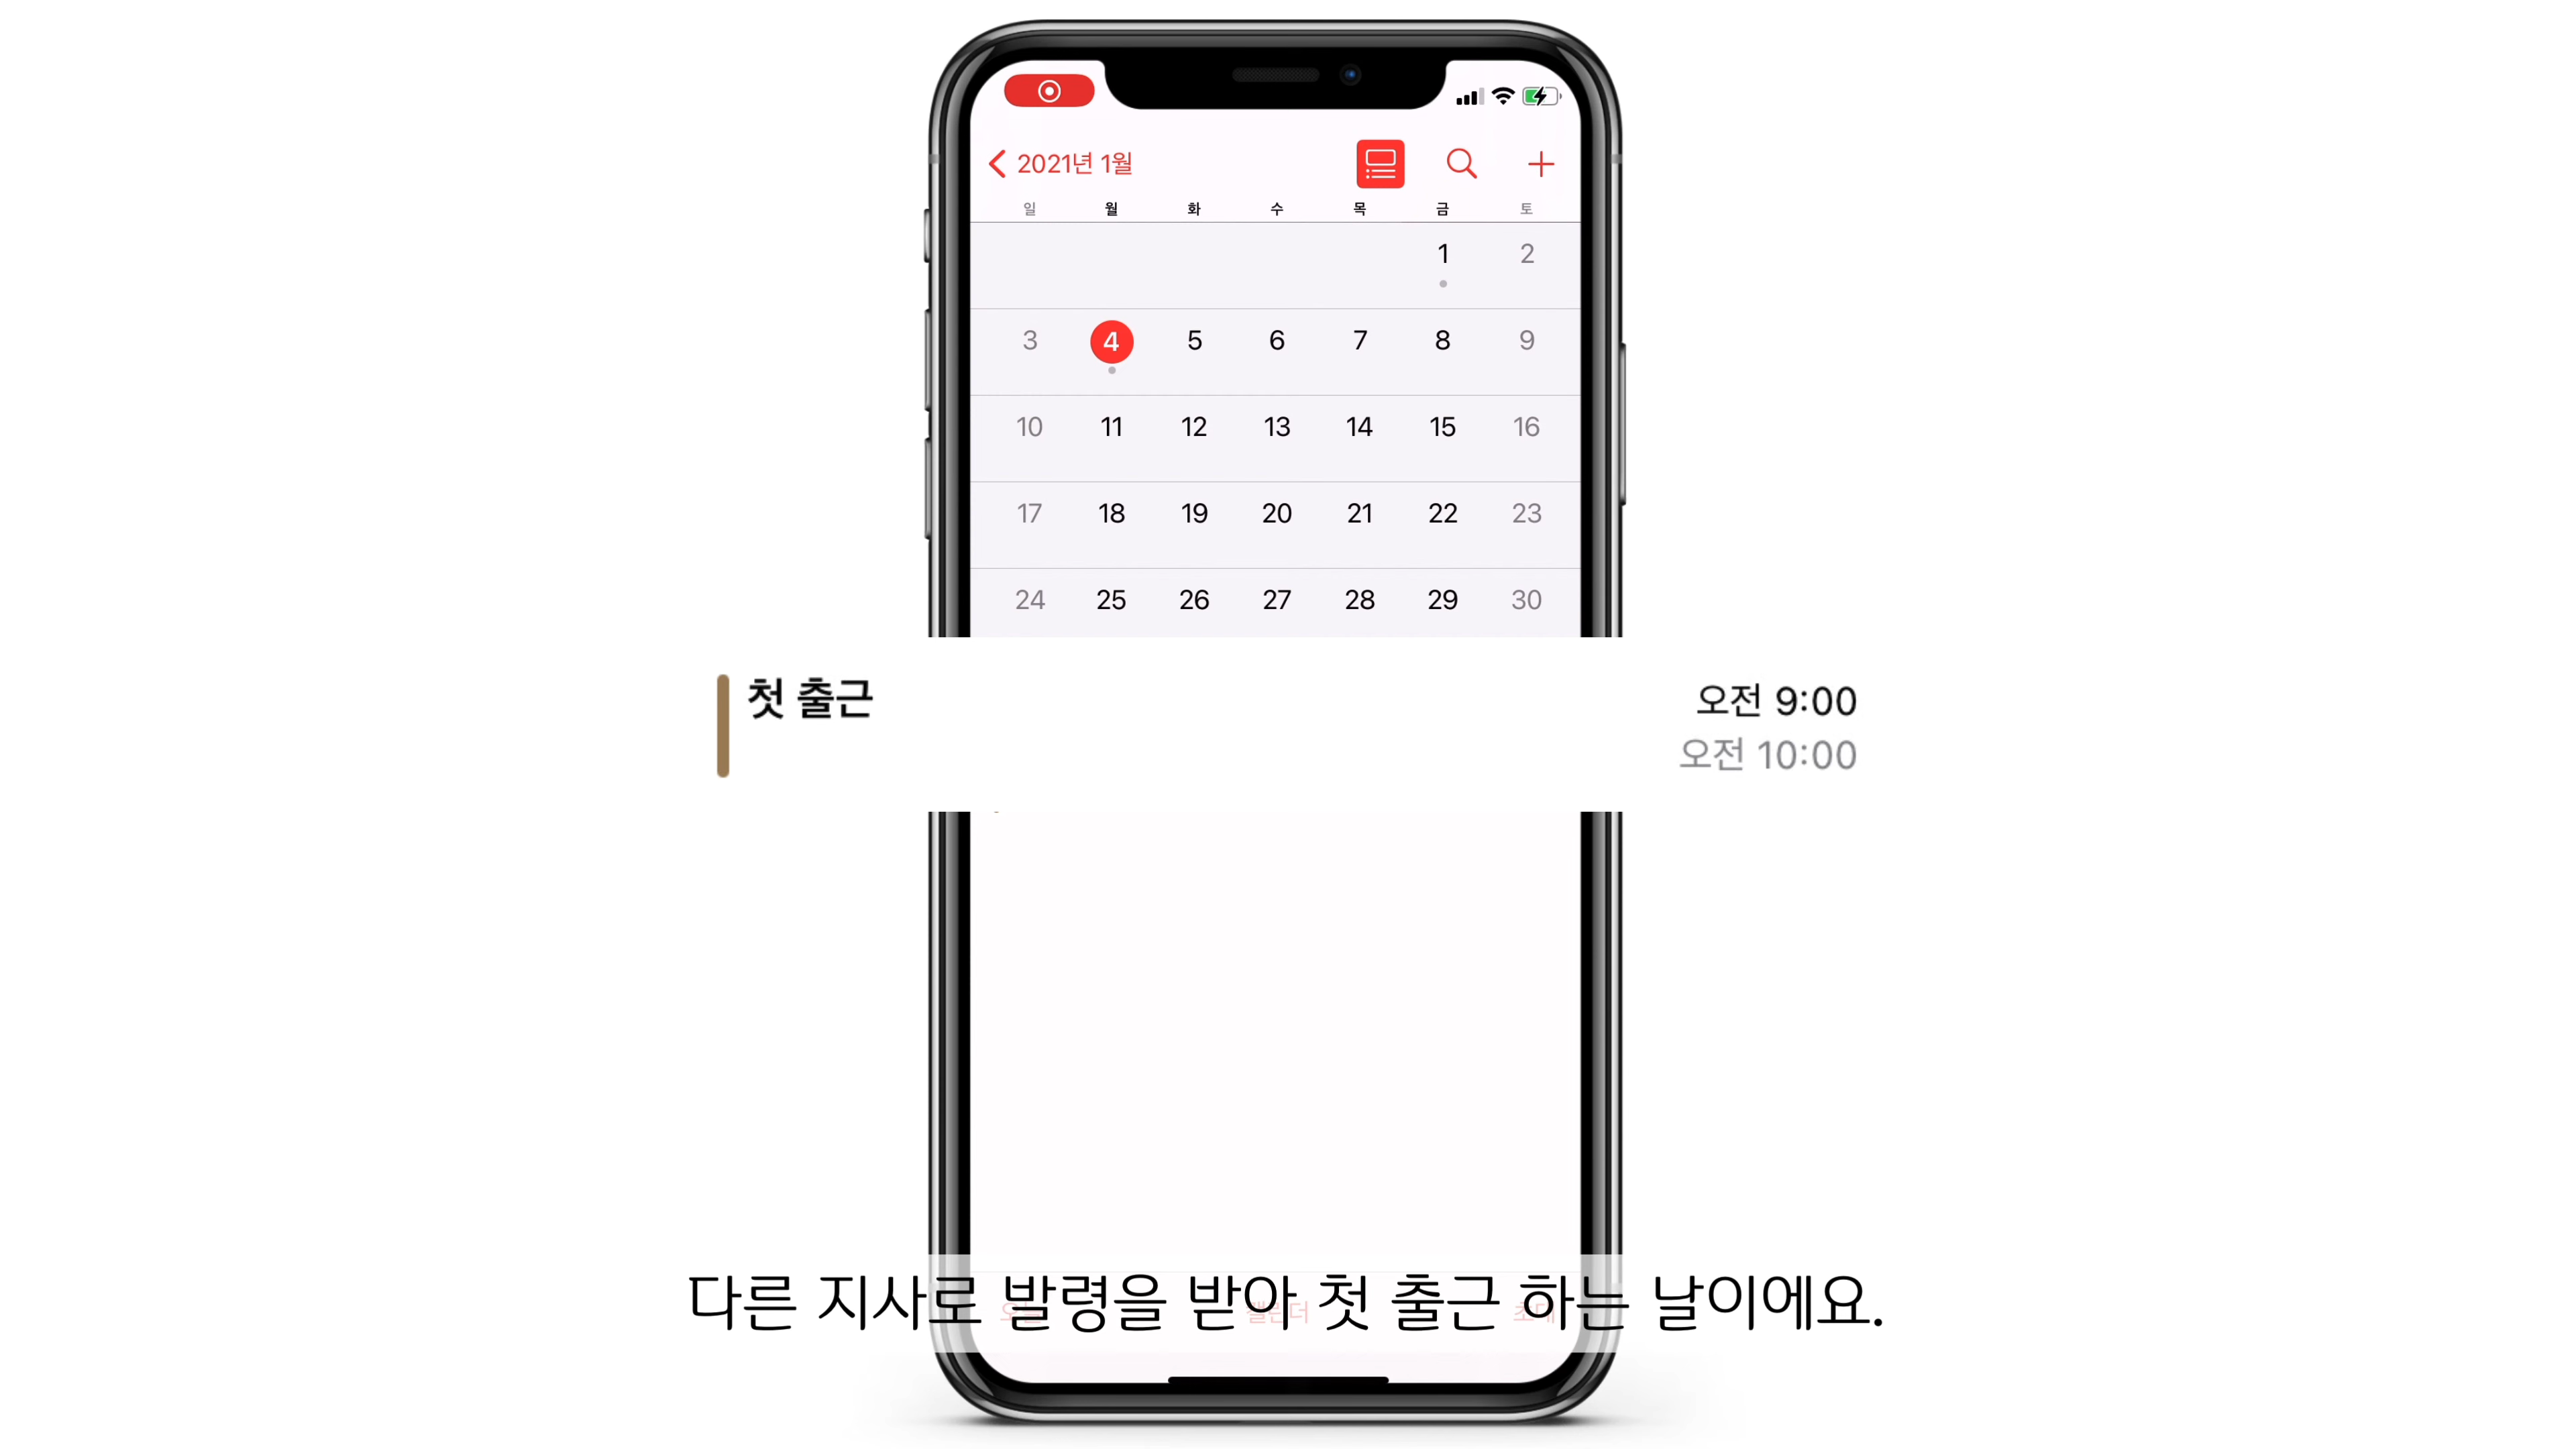 2021년 1월
일 월 화 수 목 금 토
1 2
3 4 5 6 7 8 9
10 11 12 13 14 15 16
17 18 19 20 21 22 23
24 25 26 27 28 29 30
첫 출근 오전 9:00
오전 10:00
다른 지사로 발령을 받아 첫 출근 하는 날이에요.